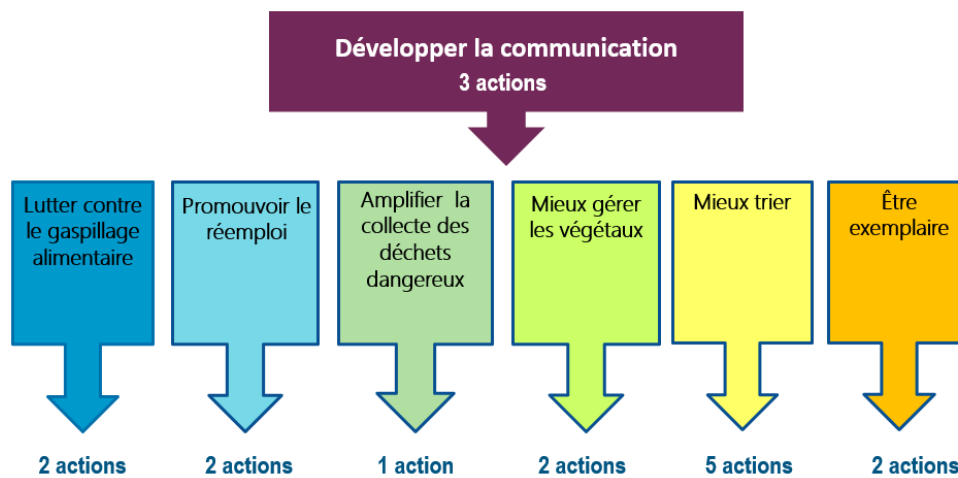 Développer la communication
3 actions
Lutter contre
le gaspillage
alimentaire
Promouvoir le
réemploi
Amplifier la
collecte des
déchets
dangereux
Mieux gérer
les végétaux
Mieux trier
Être
exemplaire
2 actions
2 actions
1 action
2 actions
5 actions
2 actions